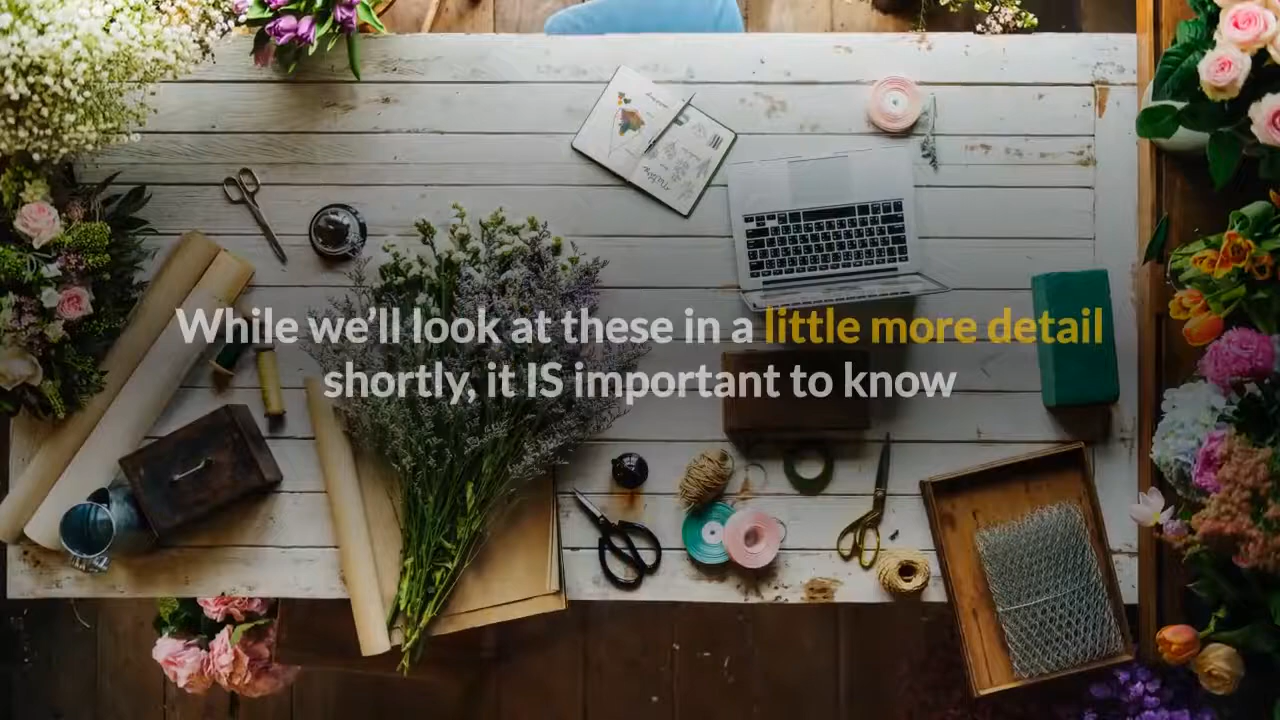 While we’ll look at these in a little more detail
shortly, it IS important to know